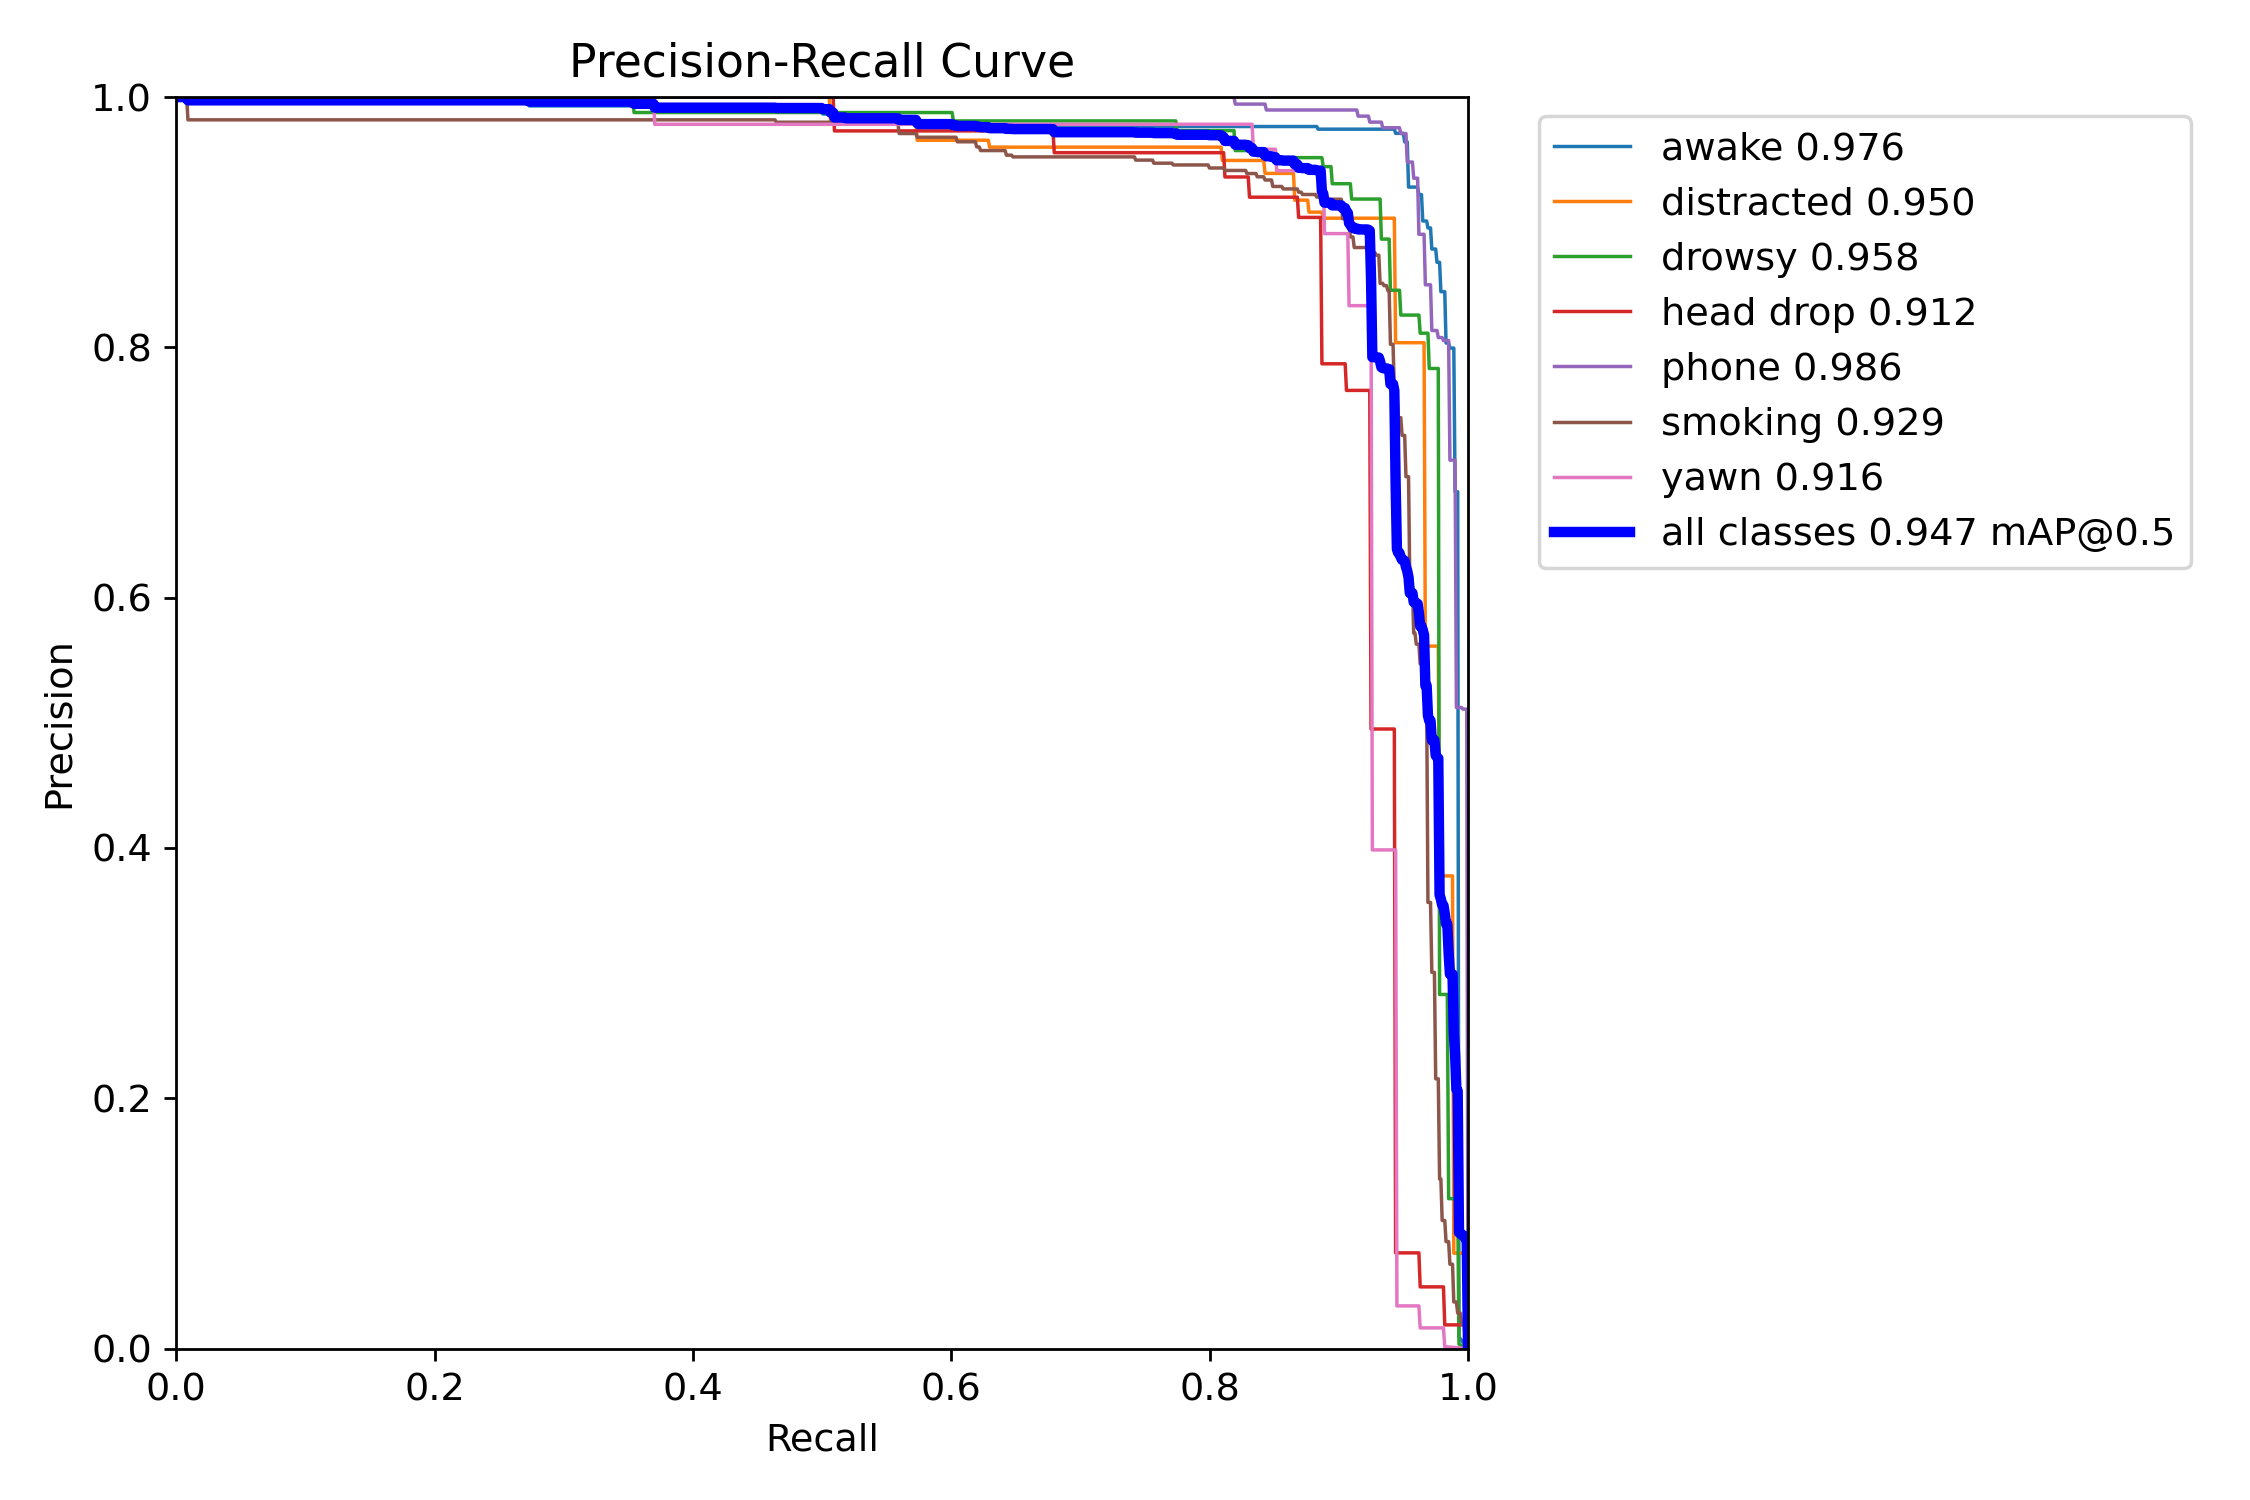 Precision-Recall Curve
1.0
0.8
0.6
0.4
0.2
0.0
Precision
0.0 0.2 0.4 0.6 0.8 1.0
Recall
awake 0.976
distracted 0.950
drowsy 0.958
head drop 0.912
phone 0.986
smoking 0.929
yawn 0.916
all classes 0.947 mAP@0.5